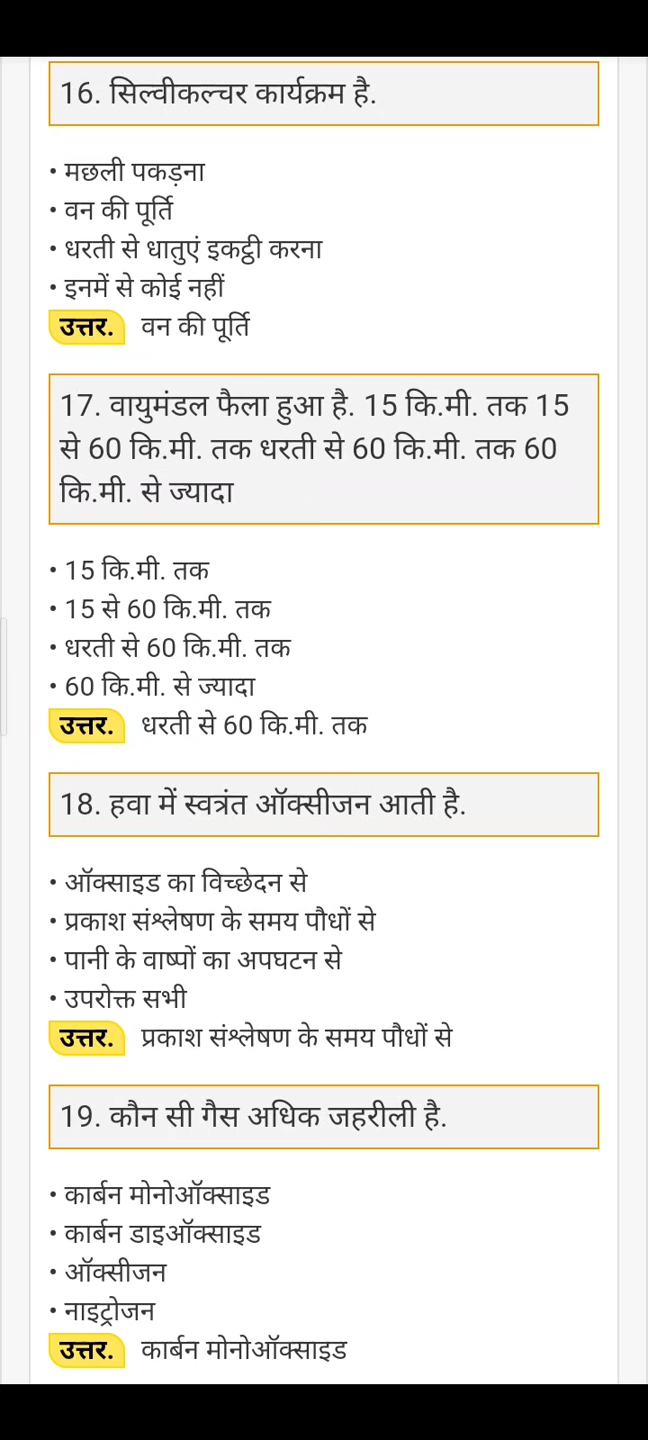 16. सिल्वीकल्चर कार्यक्रम है.
• मछली पकड़ना
• वन की पूर्ति
• धरती से धातुएं इकट्ठी करना
• इनमें से कोई नहीं
उत्तर. वन की पूर्ति
17. वायुमंडल फैला हुआ है. 15 कि.मी. तक 15
से 60 कि.मी. तक धरती से 60 कि.मी. तक 60
कि.मी. से ज्यादा
• 15 कि.मी. तक
• 15 से 60 कि.मी. तक
• धरती से 60 कि.मी. तक
• 60 कि.मी. से ज्यादा
उत्तर. धरती से 60 कि.मी. तक
18. हवा में स्वत्रंत ऑक्सीजन आती है.
• ऑक्साइड का विच्छेदन से
• प्रकाश संश्लेषण के समय पौधों से
• पानी के वाष्पों का अपघटन से
• उपरोक्त सभी
उत्तर. प्रकाश संश्लेषण के समय पौधों से
19. कौन सी गैस अधिक जहरीली है.
• कार्बन मोनोऑक्साइड
• कार्बन डाइऑक्साइड
• ऑक्सीजन
• नाइट्रोजन
उत्तर. कार्बन मोनोऑक्साइड